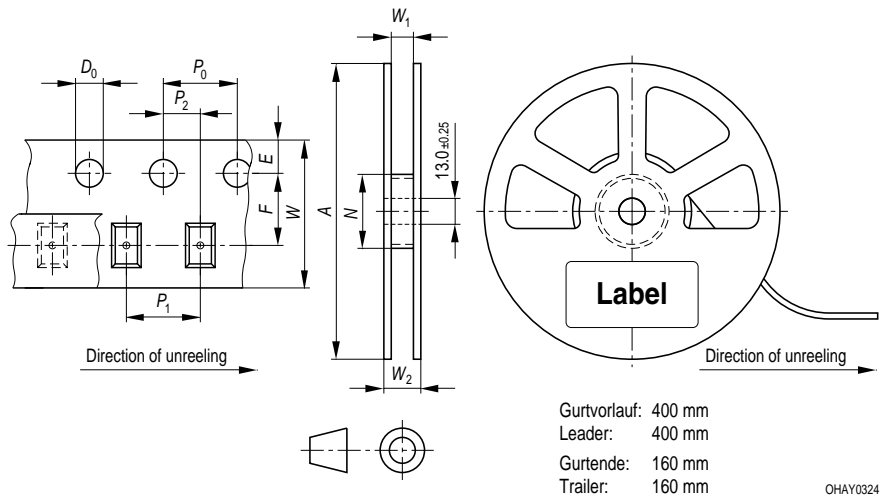 W1
D0
P0
P2
E
F
W
A
N
13.0 ±0.25
P1
W2
Label
Direction of unreeling
Direction of unreeling
Gurtvorlauf: 400 mm
Leader: 400 mm
Gurtende: 160 mm
Trailer: 160 mm
OHAY0324